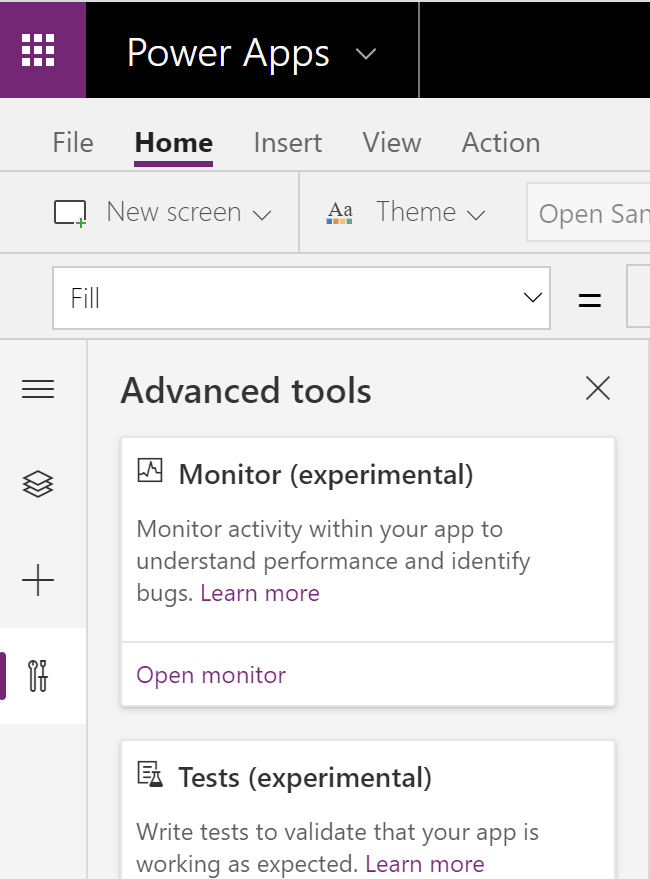 Power Apps
File Home Insert View Action
New screen Aa Theme Open San
Fill =
Advanced tools
Monitor (experimental)
Monitor activity within your app to
understand performance and identify
bugs. Learn more
Open monitor
Tests (experimental)
Write tests to validate that your app is
working as expected. Learn more